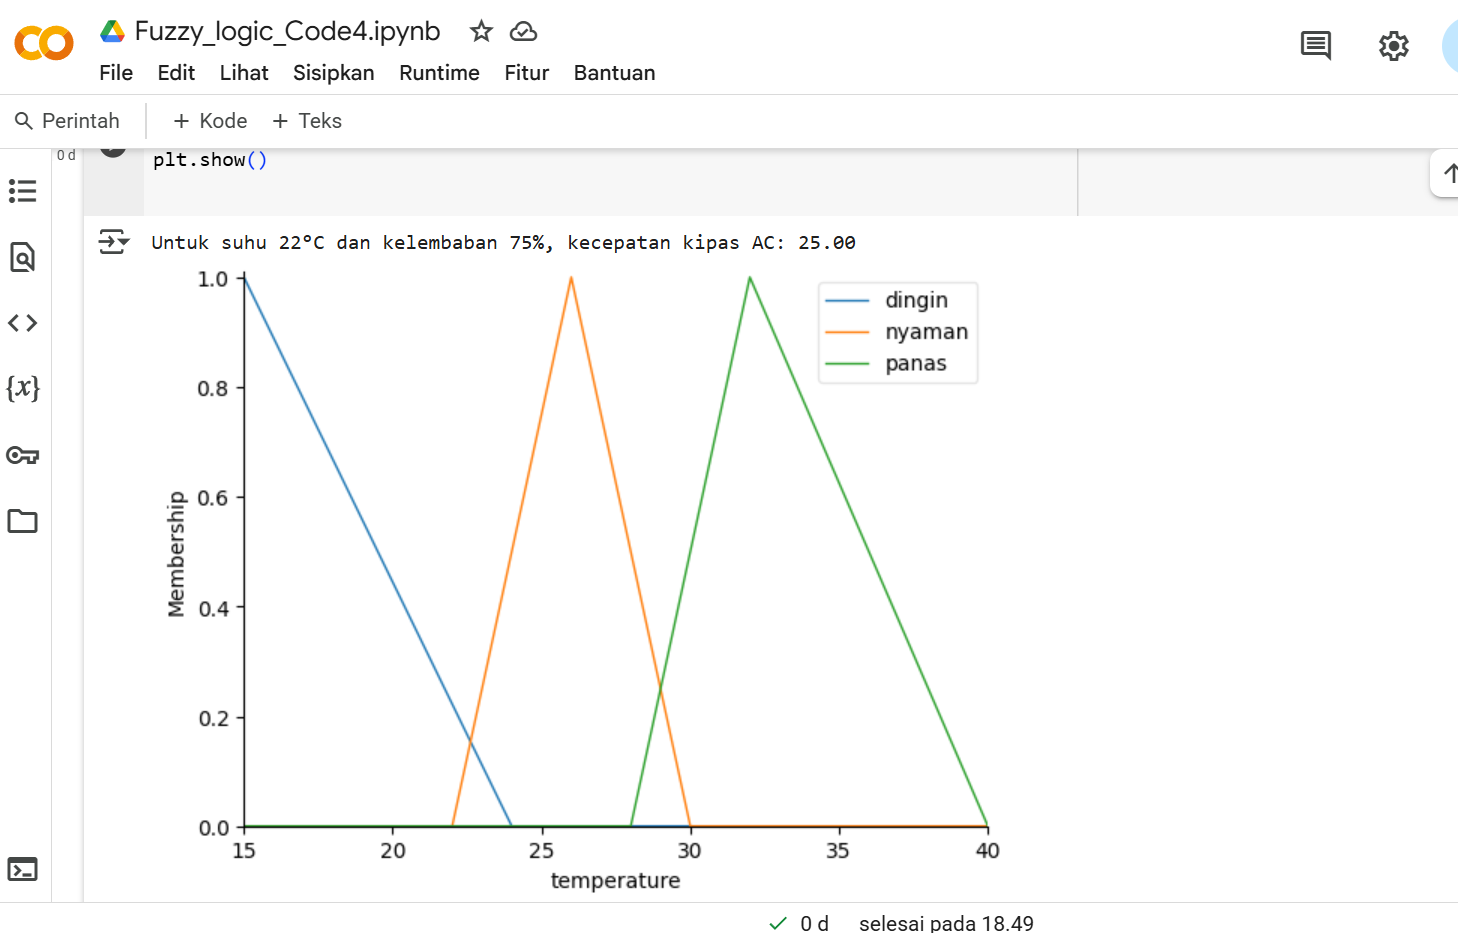 Fuzzy_logic_Code4.ipynb
File Edit Lihat Sisipkan Runtime Fitur Bantuan
Perintah + Kode + Teks
0 d
plt.show()
Untuk suhu 22°C dan kelembaban 75%, kecepatan kipas AC: 25.00
1.0
0.8
0.6
0.4
0.2
0.0
Membership
dingin
nyaman
panas
15 20 25 30 35 40
temperature
{x}
0 d selesai pada 18.49